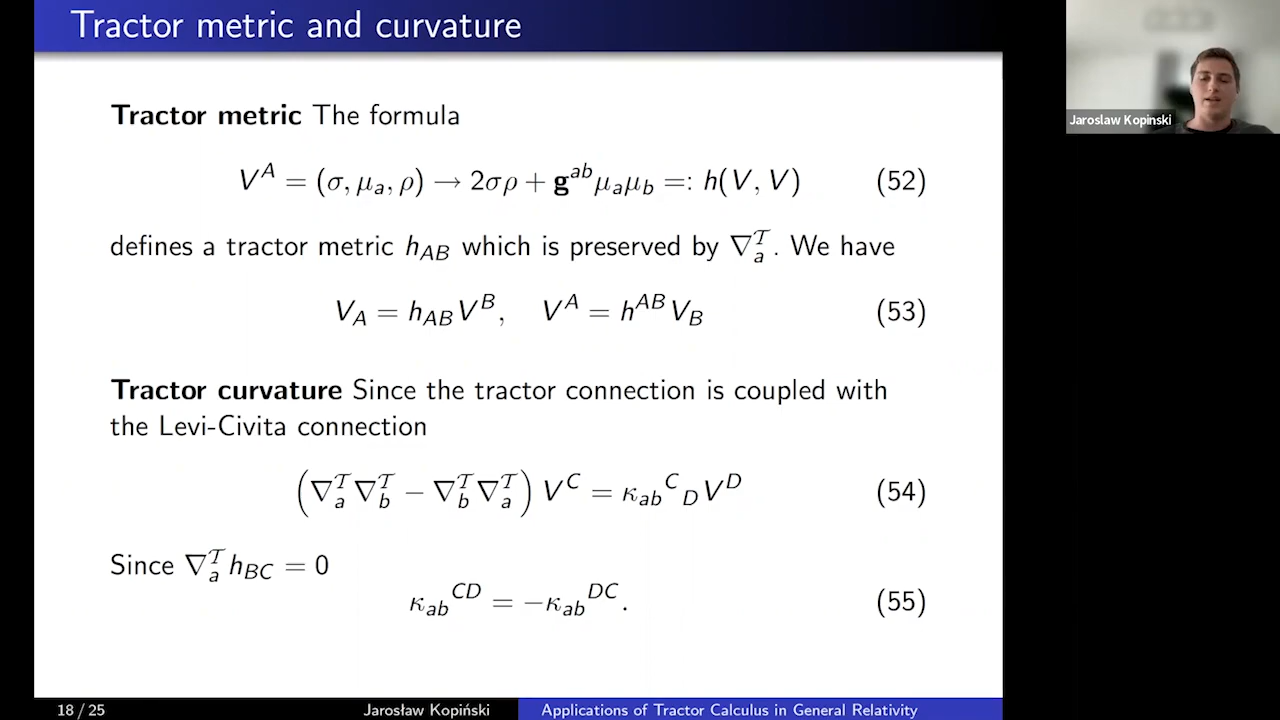 Tractor metric and curvature
Jaroslaw Kopinski
Tractor metric The formula
V^A = (σ, μ_a, ρ) → 2σρ + g^{ab}μ_aμ_b =: h(V, V) (52)
defines a tractor metric h_{AB} which is preserved by ∇^𝒯_a. We have
V_A = h_{AB}V^B, V^A = h^{AB}V_B (53)
Tractor curvature Since the tractor connection is coupled with
the Levi-Civita connection
(∇^𝒯_a∇^𝒯_b − ∇^𝒯_b∇^𝒯_a) V^C = κ_{ab}^C_D V^D (54)
Since ∇^𝒯_a h_{BC} = 0
κ_{ab}^{CD} = −κ_{ab}^{DC}. (55)
18 / 25 Jarosław Kopiński Applications of Tractor Calculus in General Relativity